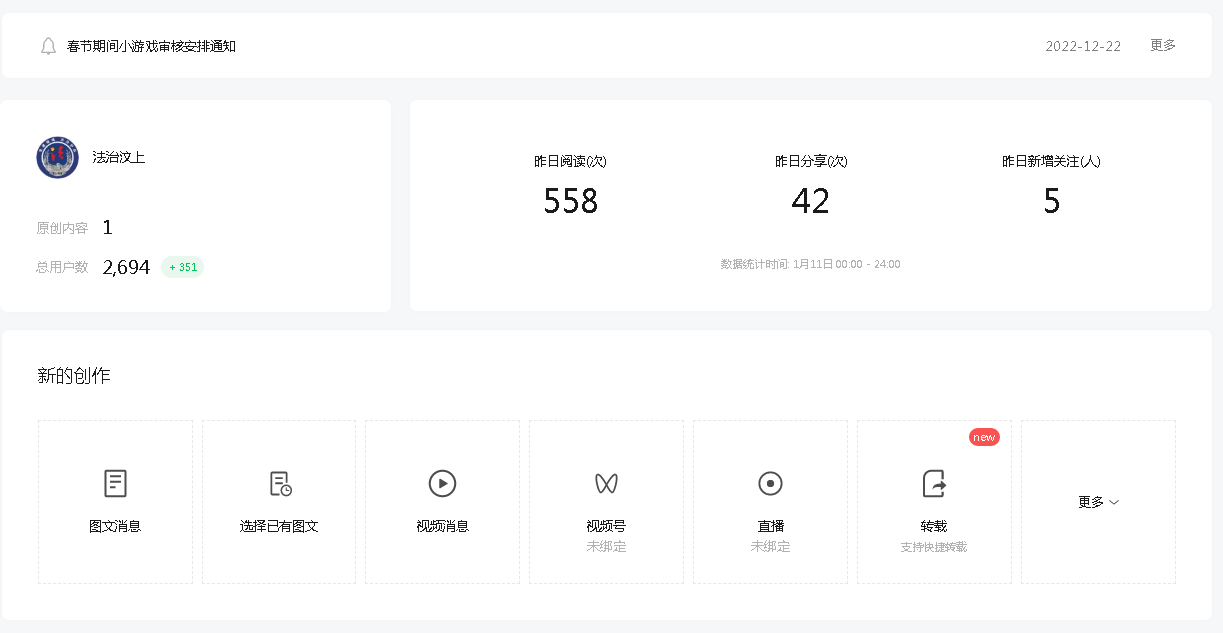 春节期间小游戏审核安排通知
2022-12-22 更多
法治汶上
原创内容 1
总用户数 2,694 + 351
昨日阅读(次) 昨日分享(次) 昨日新增关注(人)
558 42 5
数据统计时间: 1月11日 00:00 - 24:00
新的创作
new
图文消息 选择已有图文 视频消息 视频号 直播 转载 更多
未绑定 未绑定 支持快捷转载